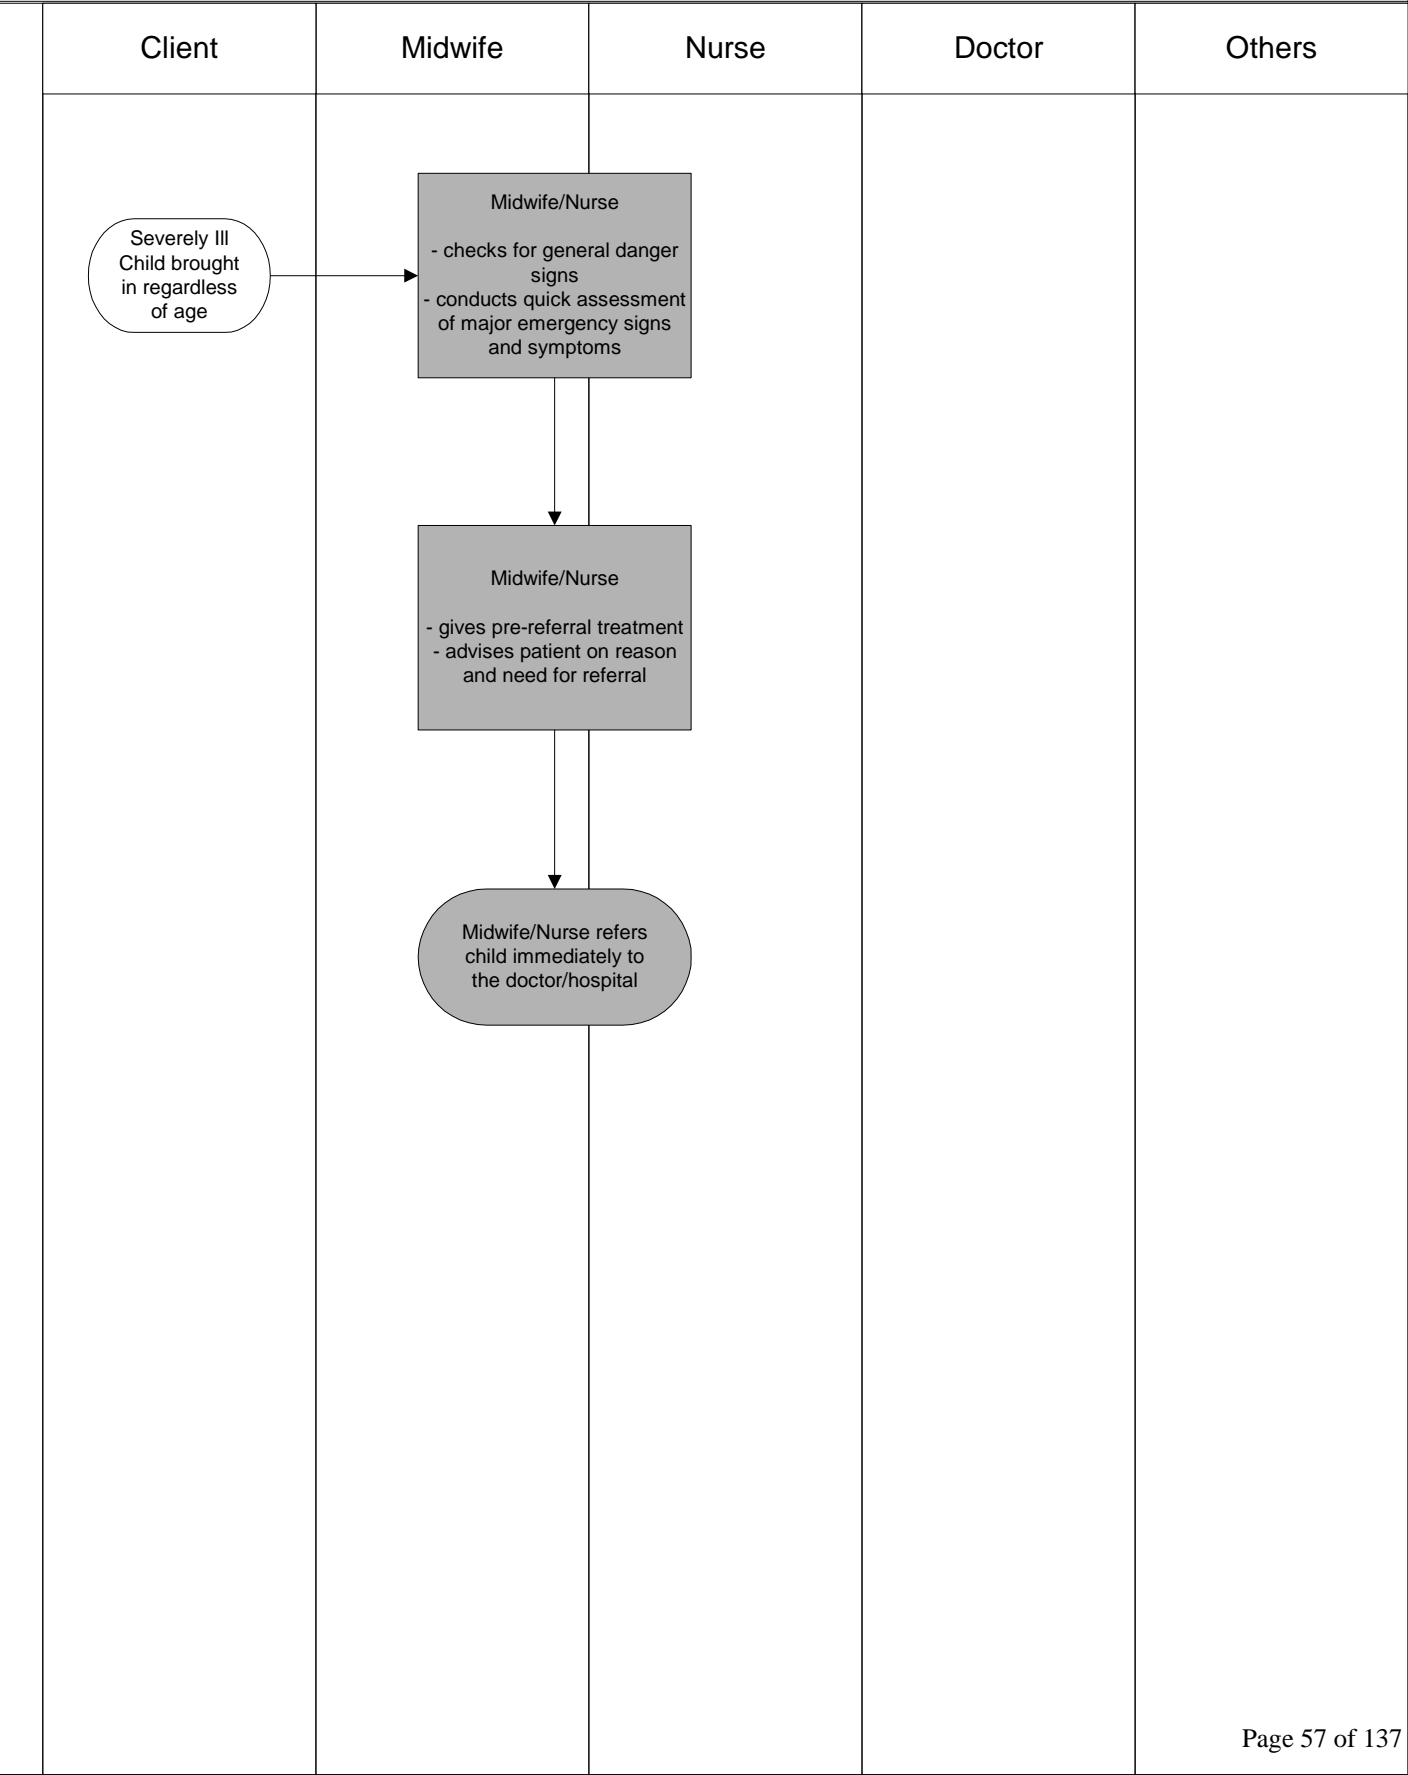 Client
Midwife
Nurse
Doctor
Others
Severely Ill
Child brought
in regardless
of age
Midwife/Nurse
- checks for general danger
signs
- conducts quick assessment
of major emergency signs
and symptoms
Midwife/Nurse
- gives pre-referral treatment
- advises patient on reason
and need for referral
Midwife/Nurse refers
child immediately to
the doctor/hospital
Page 57 of 137